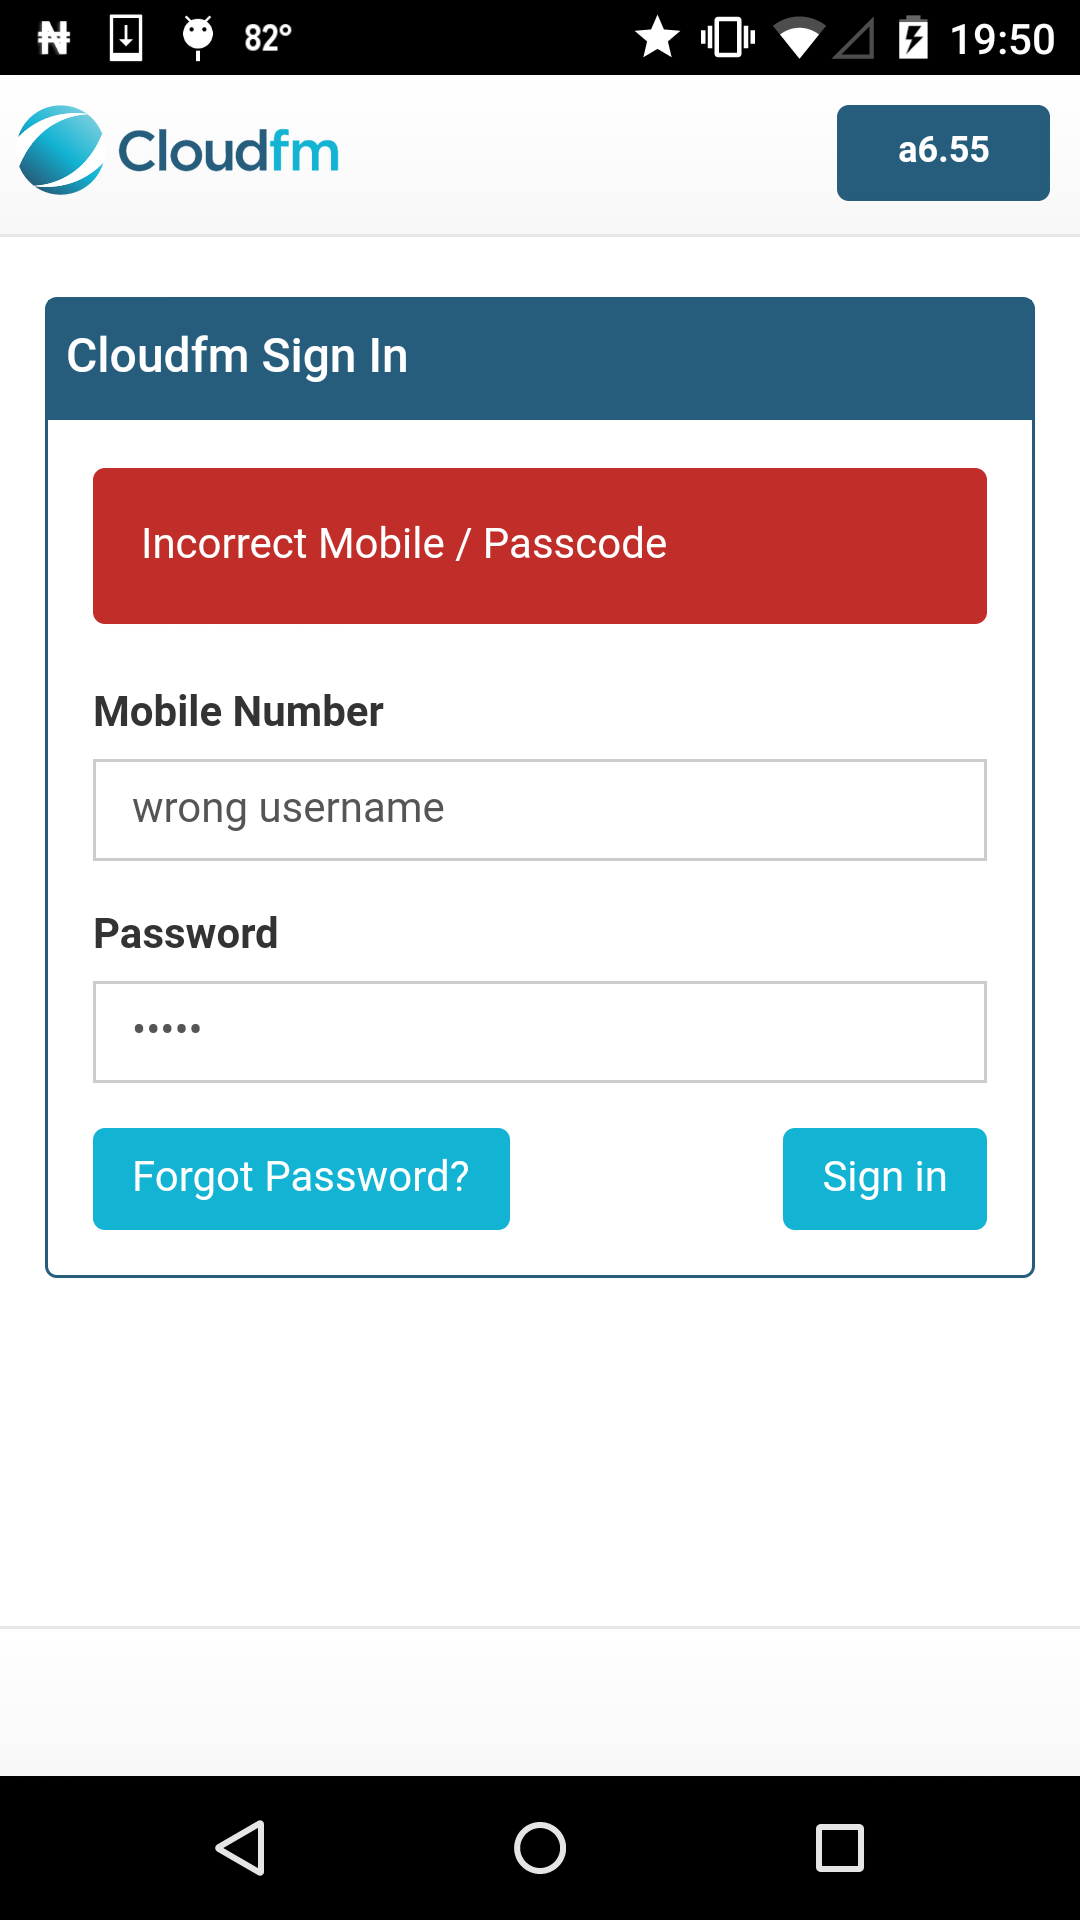 82° 19:50
Cloudfm a6.55
Cloudfm Sign In
Incorrect Mobile / Passcode
Mobile Number
wrong username
Password
•••••
Forgot Password? Sign in